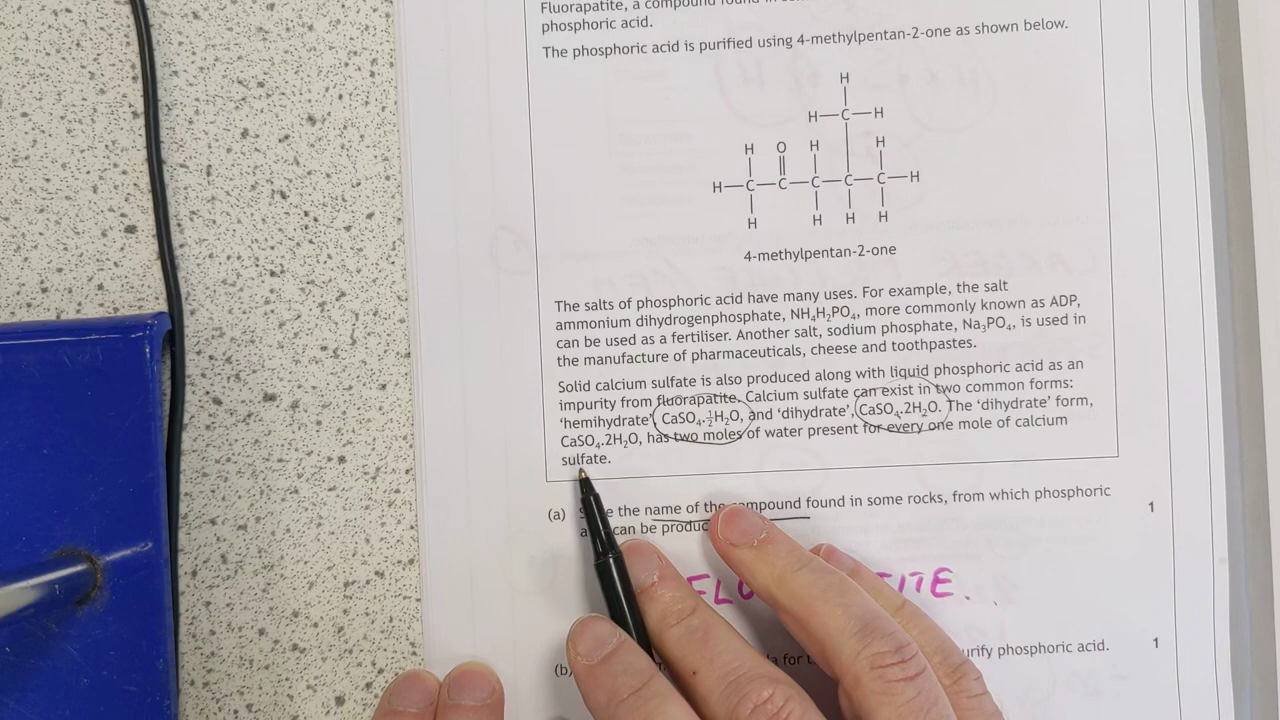 Fluorapatite, a compound found in
phosphoric acid.
The phosphoric acid is purified using 4-methylpentan-2-one as shown below.
H
H—C—H
H O H H
H—C—C—C—C—C—H
H H H H
4-methylpentan-2-one
The salts of phosphoric acid have many uses. For example, the salt
ammonium dihydrogenphosphate, NH₄H₂PO₄, more commonly known as ADP,
can be used as a fertiliser. Another salt, sodium phosphate, Na₃PO₄, is used in
the manufacture of pharmaceuticals, cheese and toothpastes.
Solid calcium sulfate is also produced along with liquid phosphoric acid as an
impurity from fluorapatite. Calcium sulfate can exist in two common forms:
'hemihydrate', CaSO₄.½H₂O, and 'dihydrate', CaSO₄.2H₂O. The 'dihydrate' form,
CaSO₄.2H₂O, has two moles of water present for every one mole of calcium
sulfate.
(a) the name of the compound found in some rocks, from which phosphoric 1
can be
(b) for phosphoric acid. 1